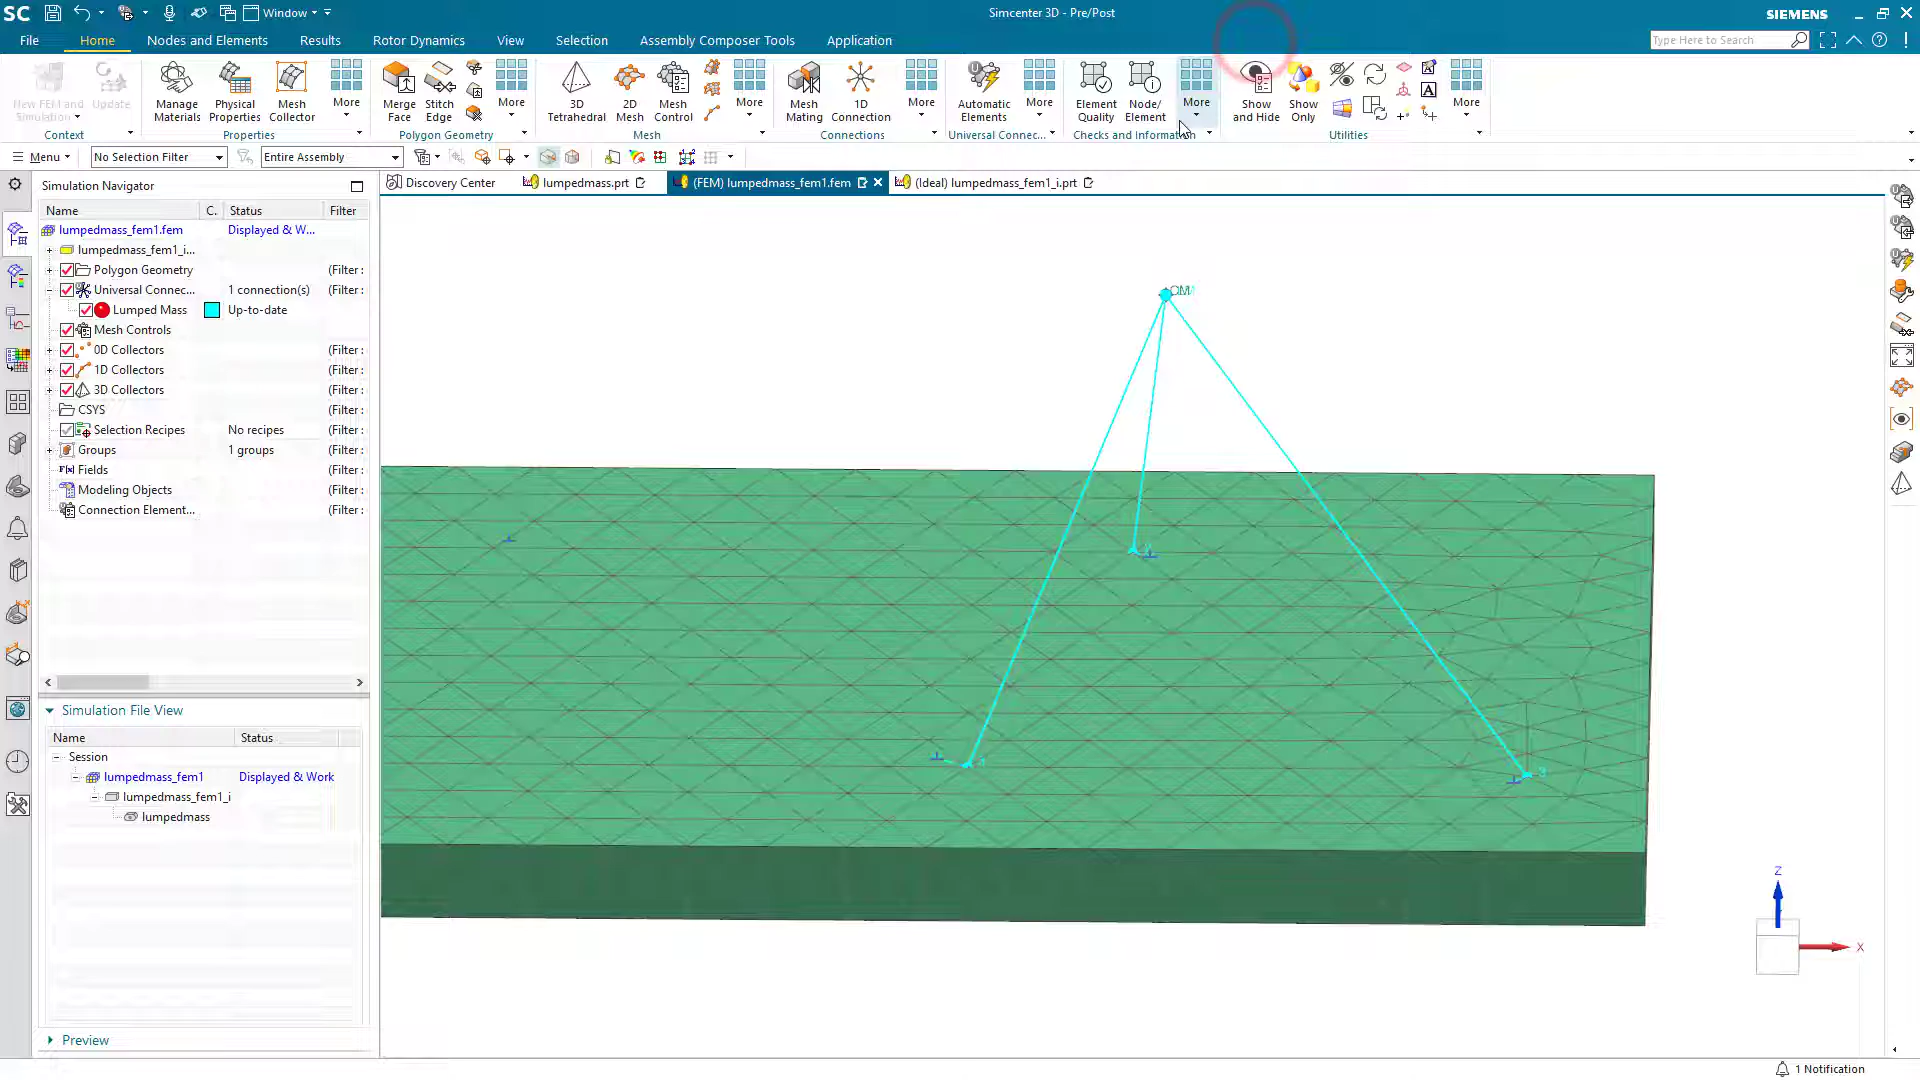 SC Window Simcenter 3D - Pre/Post SIEMENS
File Home Nodes and Elements Results Rotor Dynamics View Selection Assembly Composer Tools Application Type Here to Search
New FEM and Simulation Update Manage Materials Physical Properties Mesh Collector More Merge Face Stitch Edge More 3D Tetrahedral 2D Mesh Mesh Control More Mesh Mating 1D Connection More Automatic Elements More Element Quality Node/Element More Show and Hide Show Only A More
Context Properties Polygon Geometry Mesh Connections Universal Connec... Checks and Information Utilities
Menu No Selection Filter Entire Assembly
Simulation Navigator Discovery Center lumpedmass.prt (FEM) lumpedmass_fem1.fem (Ideal) lumpedmass_fem1_i.prt
Name C. Status Filter
lumpedmass_fem1.fem Displayed & W...
lumpedmass_fem1_i...
Polygon Geometry (Filter :
Universal Connec... 1 connection(s) (Filter :
Lumped Mass Up-to-date
Mesh Controls
0D Collectors (Filter :
1D Collectors (Filter :
3D Collectors (Filter :
CSYS (Filter :
Selection Recipes No recipes (Filter :
Groups 1 groups (Filter :
Fields (Filter :
Modeling Objects (Filter :
Connection Element... (Filter :
Simulation File View
Name Status
Session
lumpedmass_fem1 Displayed & Work
lumpedmass_fem1_i
lumpedmass
Preview
3
Z
X
1 Notification